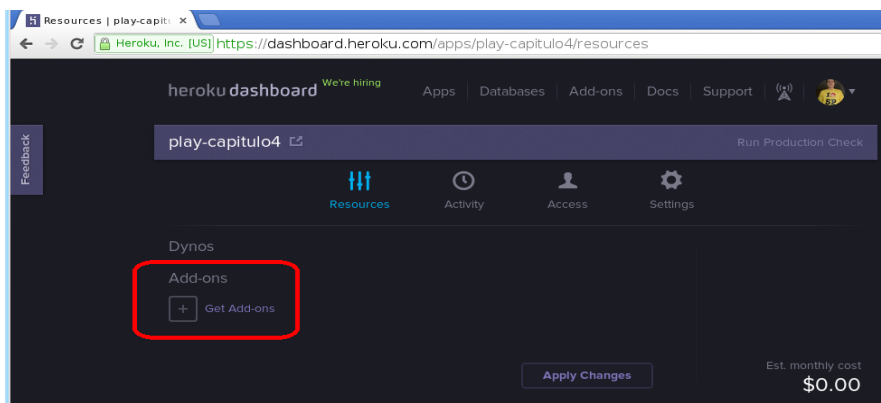 Resources | play-capitu
Heroku, Inc. [US] https://dashboard.heroku.com/apps/play-capitulo4/resources
heroku dashboard We're hiring Apps Databases Add-ons Docs Support
Feedback
play-capitulo4 Run Production Check
Resources Activity Access Settings
Dynos
Add-ons
+ Get Add-ons
Apply Changes
Est. monthly cost
$0.00